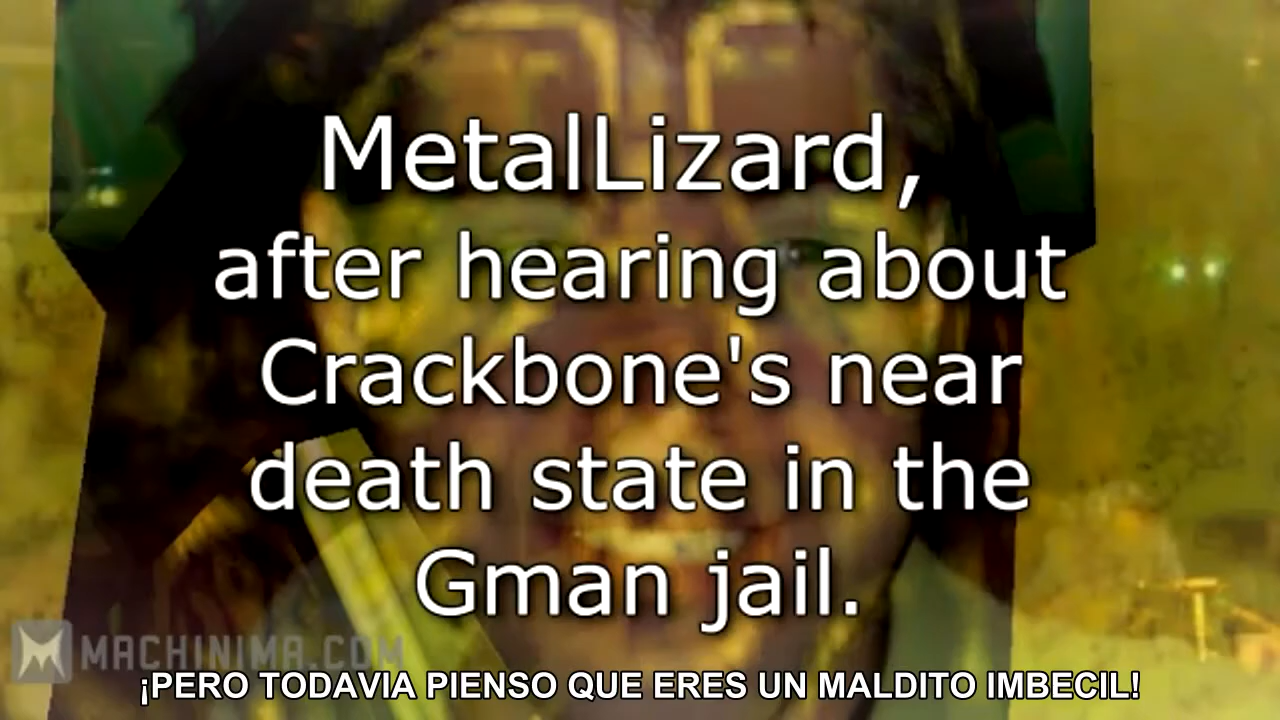 MetalLizard,
after hearing about
Crackbone's near
death state in the
Gman jail.
MACHINIMA.COM
¡PERO TODAVIA PIENSO QUE ERES UN MALDITO IMBECIL!